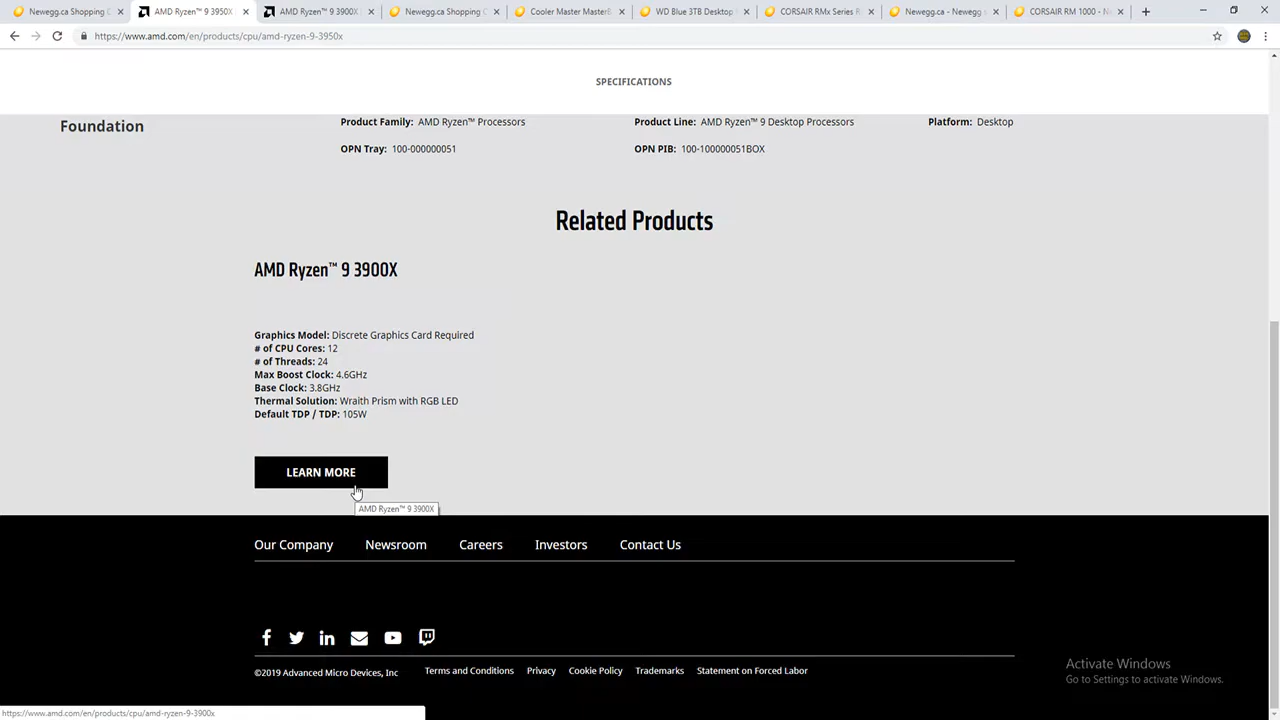 Newegg.ca Shopping C
AMD Ryzen 9 3950X
AMD Ryzen 9 3900X
Newegg.ca Shopping C
Cooler Master MasterB
WD Blue 3TB Desktop
CORSAIR RMx Series R
Newegg.ca - Newegg
CORSAIR RM 1000 - N
https://www.amd.com/en/products/cpu/amd-ryzen-9-3950x
SPECIFICATIONS
Foundation
Product Family: AMD Ryzen™ Processors
Product Line: AMD Ryzen™ 9 Desktop Processors
Platform: Desktop
OPN Tray: 100-000000051
OPN PIB: 100-100000051BOX
Related Products
AMD Ryzen™ 9 3900X
Graphics Model: Discrete Graphics Card Required
# of CPU Cores: 12
# of Threads: 24
Max Boost Clock: 4.6GHz
Base Clock: 3.8GHz
Thermal Solution: Wraith Prism with RGB LED
Default TDP / TDP: 105W
LEARN MORE
AMD Ryzen™ 9 3900X
Our Company Newsroom Careers Investors Contact Us
©2019 Advanced Micro Devices, Inc Terms and Conditions Privacy Cookie Policy Trademarks Statement on Forced Labor
Activate Windows
Go to Settings to activate Windows.
https://www.amd.com/en/products/cpu/amd-ryzen-9-3900x